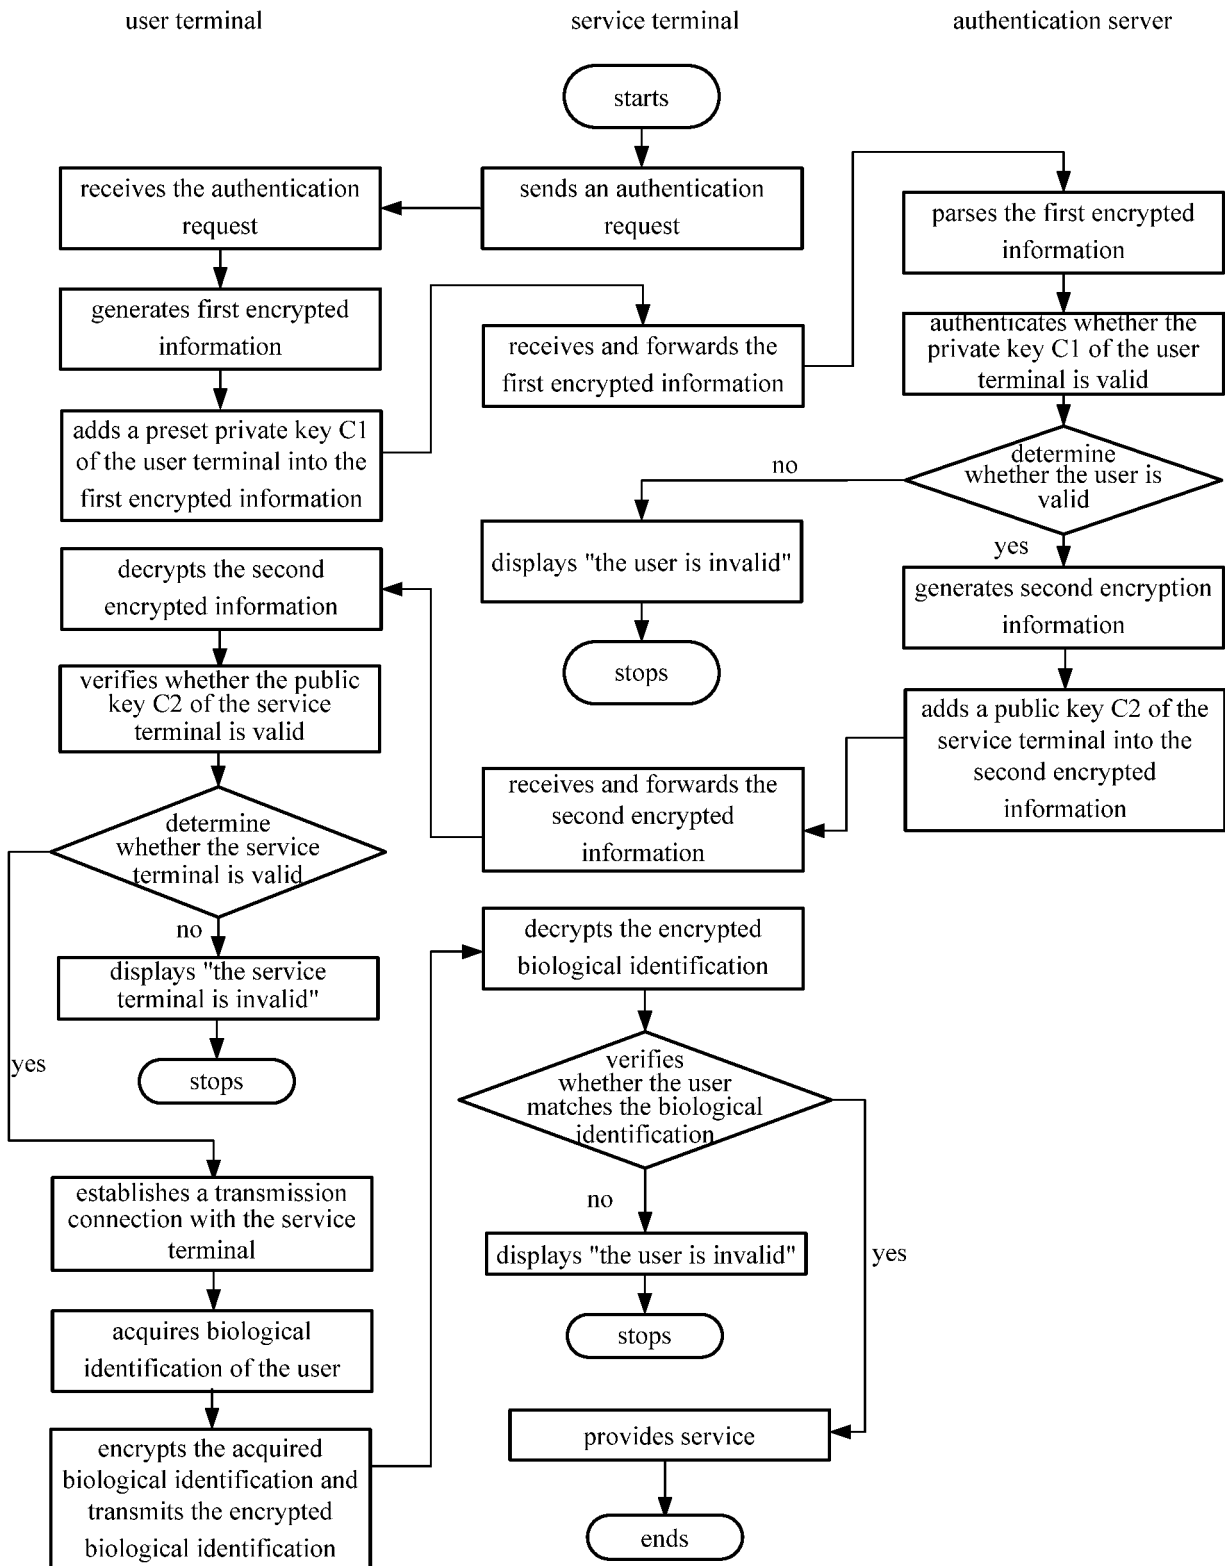 user terminal
service terminal
authentication server
starts
sends an authentication
request
receives the authentication
request
generates first encrypted
information
adds a preset private key C1
of the user terminal into the
first encrypted information
receives and forwards the
first encrypted information
parses the first encrypted
information
authenticates whether the
private key C1 of the user
terminal is valid
determine
whether the user is
valid
no
displays "the user is invalid"
stops
yes
generates second encryption
information
adds a public key C2 of the
service terminal into the
second encrypted
information
receives and forwards the
second encrypted
information
decrypts the second
encrypted information
verifies whether the public
key C2 of the service
terminal is valid
determine
whether the service
terminal is valid
no
displays "the service
terminal is invalid"
stops
yes
establishes a transmission
connection with the service
terminal
acquires biological
identification of the user
encrypts the acquired
biological identification and
transmits the encrypted
biological identification
decrypts the encrypted
biological identification
verifies
whether the user
matches the biological
identification
no
displays "the user is invalid"
stops
yes
provides service
ends